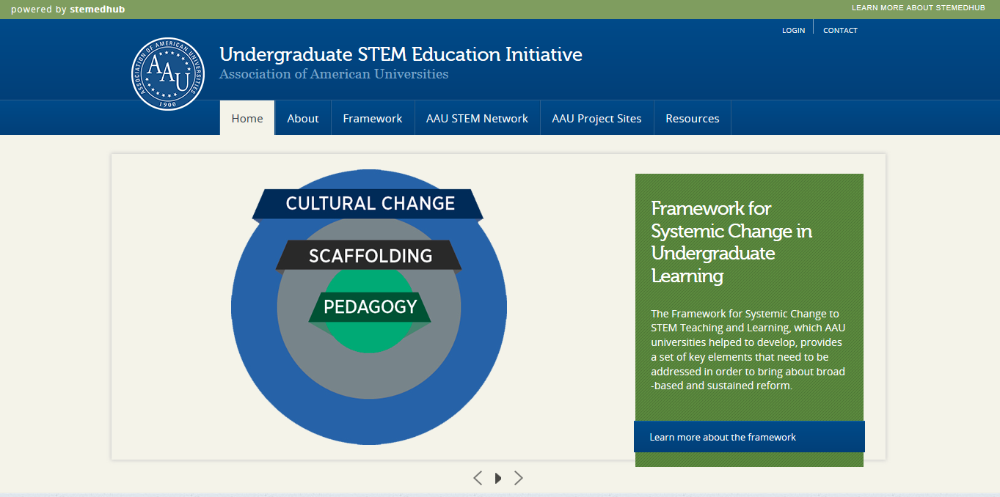 powered by stemedhub
LEARN MORE ABOUT STEMEDHUB
LOGIN
CONTACT
ASSOCIATION OF AMERICAN UNIVERSITIES
AAU
1900
Undergraduate STEM Education Initiative
Association of American Universities
Home
About
Framework
AAU STEM Network
AAU Project Sites
Resources
CULTURAL CHANGE
SCAFFOLDING
PEDAGOGY
Framework for
Systemic Change in
Undergraduate
Learning
The Framework for Systemic Change to
STEM Teaching and Learning, which AAU
universities helped to develop, provides
a set of key elements that need to be
addressed in order to bring about broad
-based and sustained reform.
Learn more about the framework